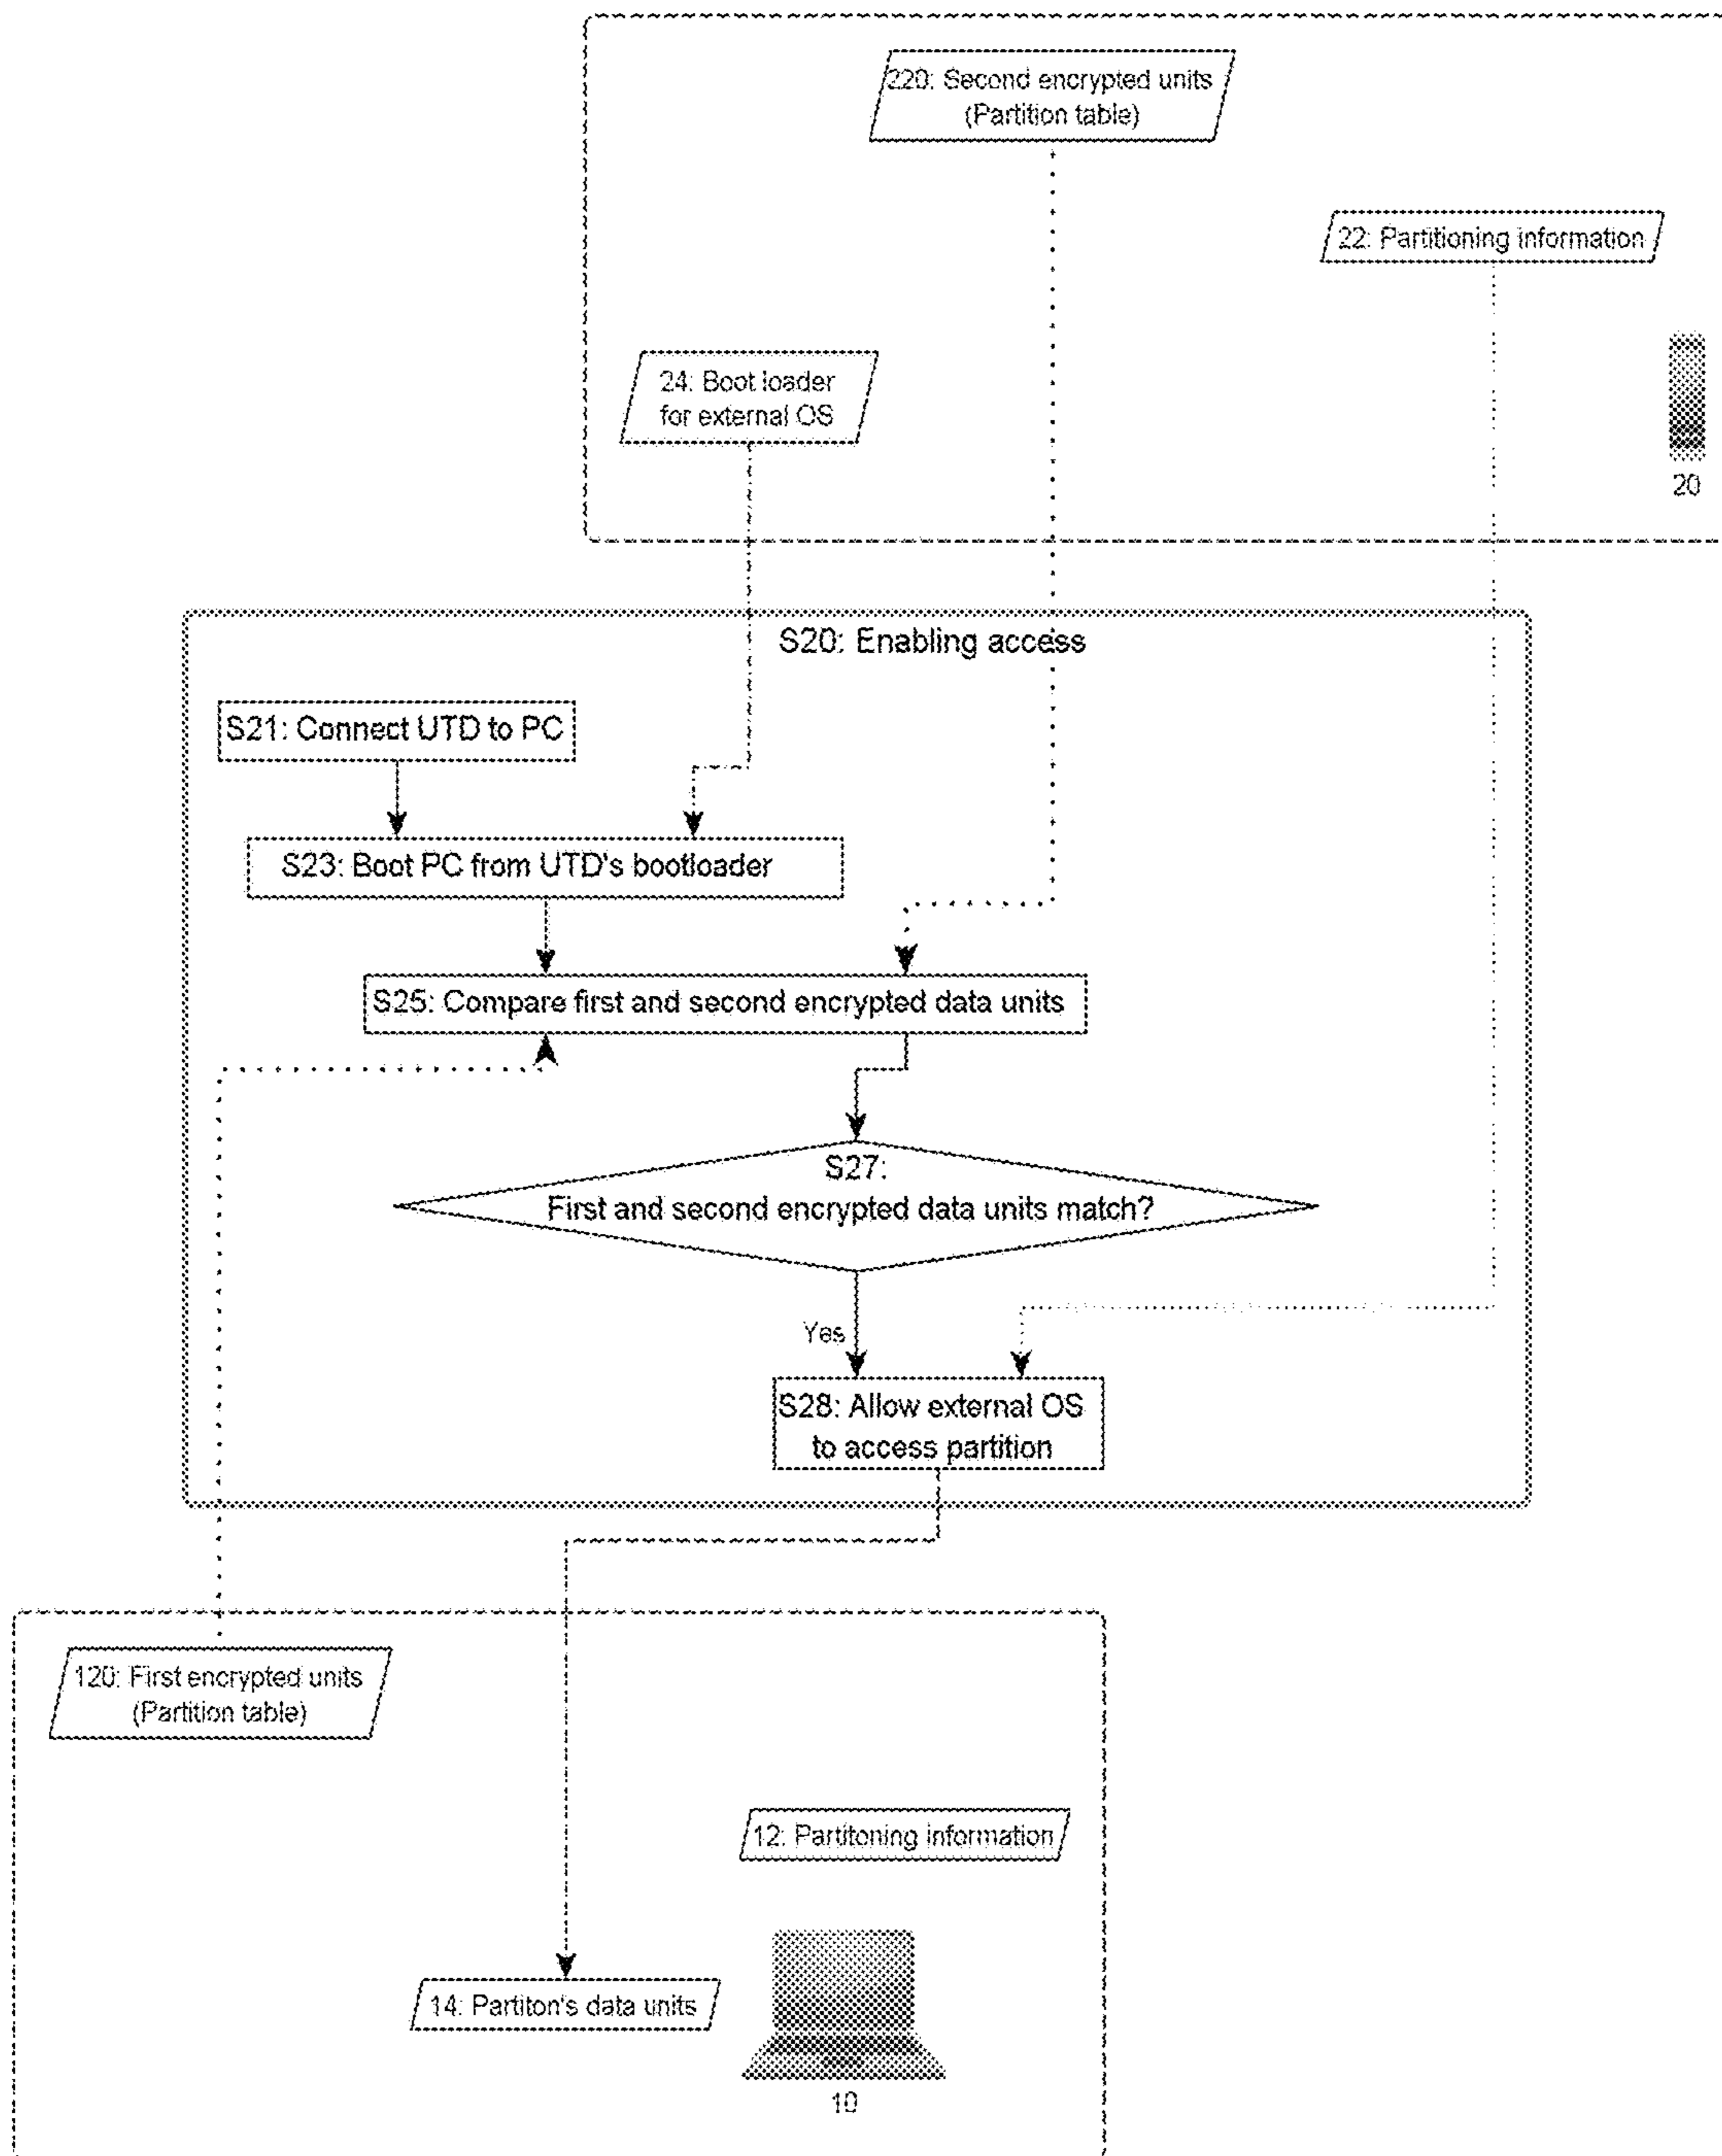 220: Second encrypted units
(Partition table)
22: Partitioning information
24: Boot loader
for external OS
20
S20: Enabling access
S21: Connect UTD to PC
S23: Boot PC from UTD's bootloader
S25: Compare first and second encrypted data units
S27:
First and second encrypted data units match?
Yes
S28: Allow external OS
to access partition
120: First encrypted units
(Partition table)
12: Partitoning information
14: Partiton's data units
10